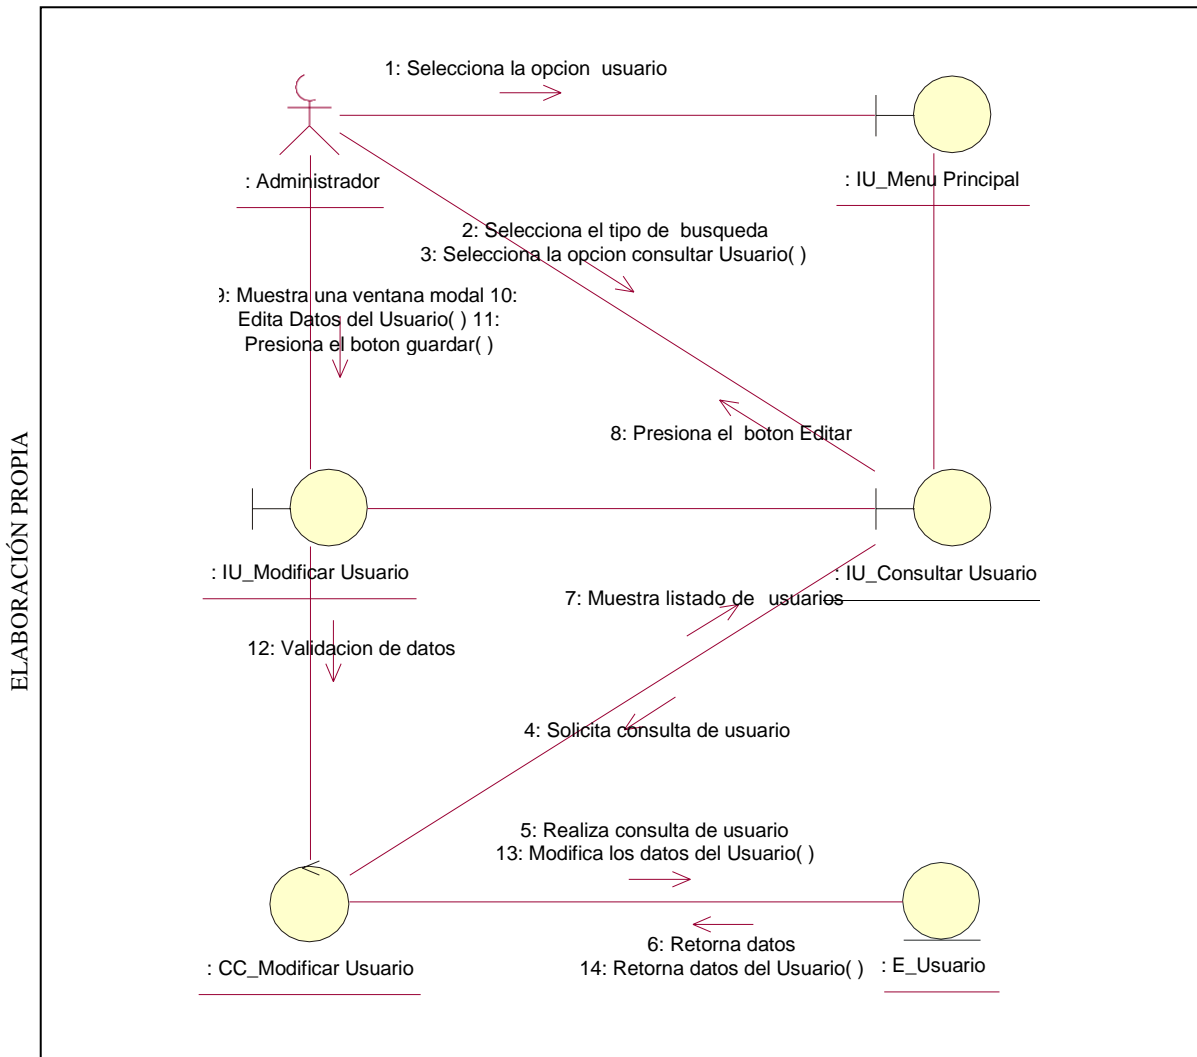 1: Selecciona la opcion usuario
: Administrador
: IU_Menu Principal
2: Selecciona el tipo de busqueda
3: Selecciona la opcion consultar Usuario( )
9: Muestra una ventana modal 10:
Edita Datos del Usuario( ) 11:
Presiona el boton guardar( )
8: Presiona el boton Editar
ELABORACIÓN PROPIA
: IU_Modificar Usuario
: IU_Consultar Usuario
7: Muestra listado de usuarios
12: Validacion de datos
4: Solicita consulta de usuario
5: Realiza consulta de usuario
13: Modifica los datos del Usuario( )
6: Retorna datos
14: Retorna datos del Usuario( )
: CC_Modificar Usuario
: E_Usuario